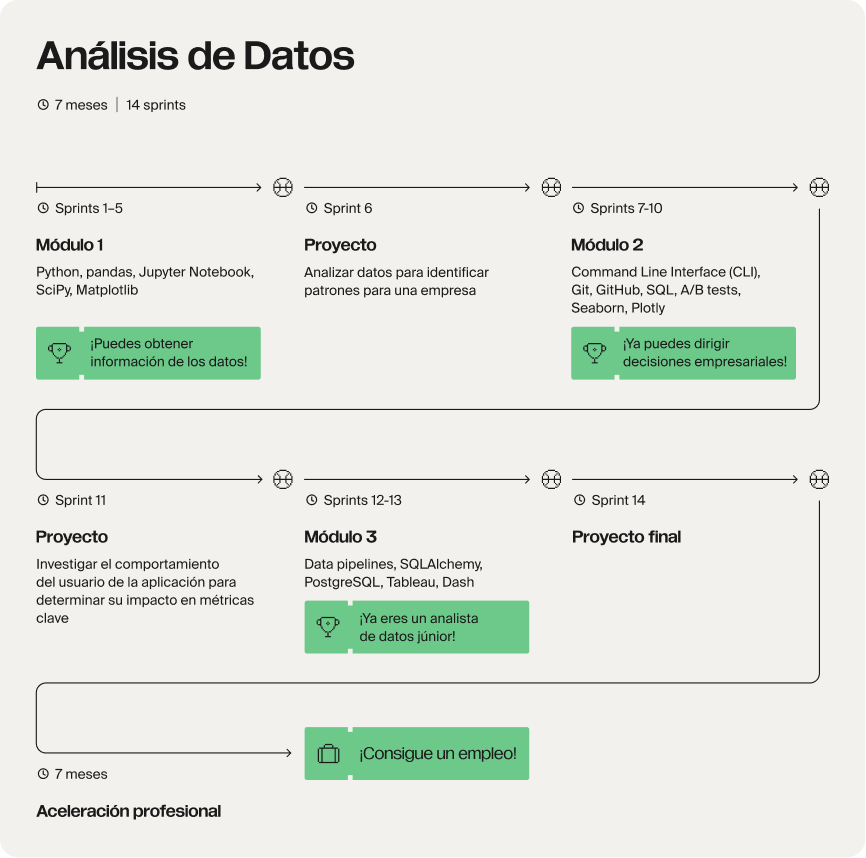 Análisis de Datos
7 meses | 14 sprints
Sprints 1–5
Módulo 1
Python, pandas, Jupyter Notebook,
SciPy, Matplotlib
¡Puedes obtener
información de los datos!
Sprint 6
Proyecto
Analizar datos para identificar
patrones para una empresa
Sprints 7-10
Módulo 2
Command Line Interface (CLI),
Git, GitHub, SQL, A/B tests,
Seaborn, Plotly
¡Ya puedes dirigir
decisiones empresariales!
Sprint 11
Proyecto
Investigar el comportamiento
del usuario de la aplicación para
determinar su impacto en métricas
clave
Sprints 12-13
Módulo 3
Data pipelines, SQLAlchemy,
PostgreSQL, Tableau, Dash
¡Ya eres un analista
de datos júnior!
Sprint 14
Proyecto final
7 meses
Aceleración profesional
¡Consigue un empleo!